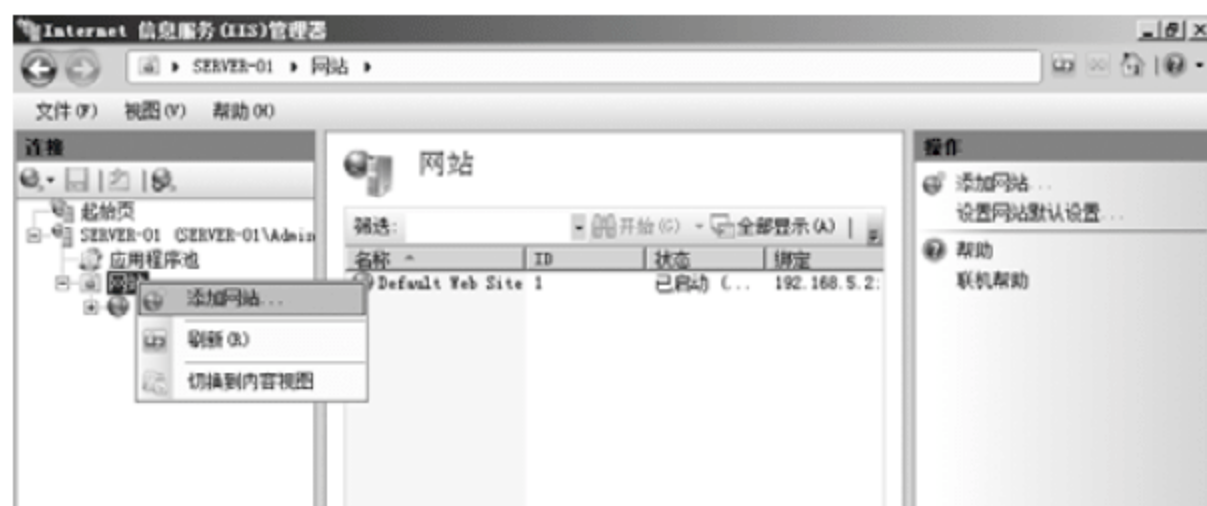 Internet 信息服务(IIS)管理器
SERVER-01 网站
文件(F) 视图(V) 帮助(H)
连接
起始页
SERVER-01 (SERVER-01\Admin
应用程序池
网站
添加网站...
刷新(R)
切换到内容视图
网站
筛选: 开始(G) 全部显示(A)
名称 ID 状态 绑定
Default Web Site 1 已启动 (... 192.168.5.2:
操作
添加网站...
设置网站默认设置...
帮助
联机帮助